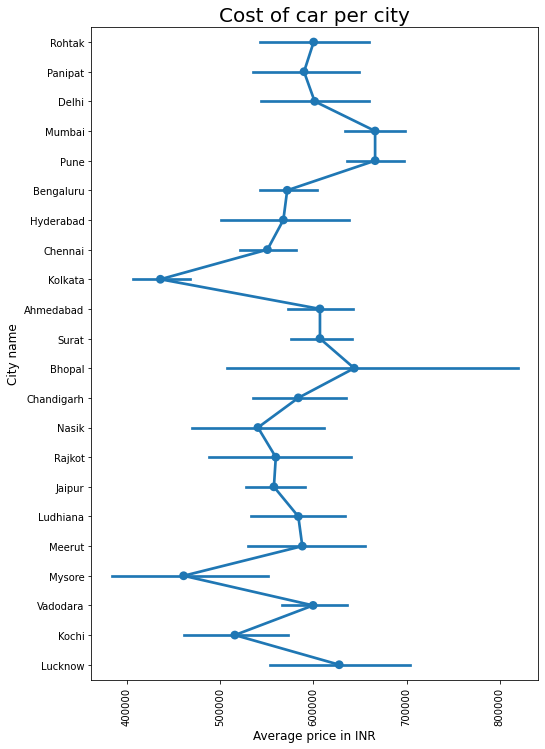 Cost of car per city
Rohtak
Panipat
Delhi
Mumbai
Pune
Bengaluru
Hyderabad
Chennai
Kolkata
Ahmedabad
Surat
Bhopal
Chandigarh
Nasik
Rajkot
Jaipur
Ludhiana
Meerut
Mysore
Vadodara
Kochi
Lucknow
City name
400000
500000
600000
700000
800000
Average price in INR